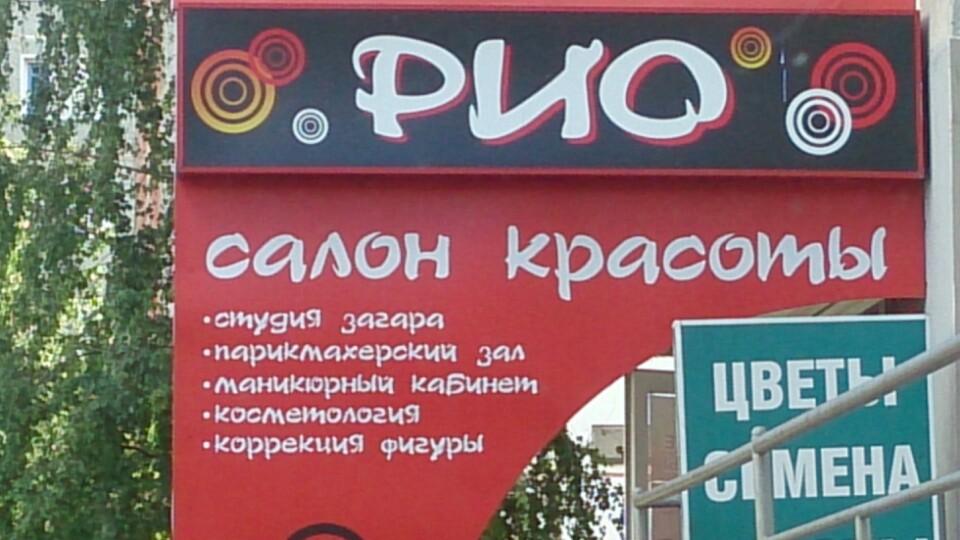 РИО
салон красоты
•студия загара
•парикмахерский зал
•маникюрный кабинет
•косметология
•коррекция фигуры
ЦВЕТЫ
СЕМЕНА